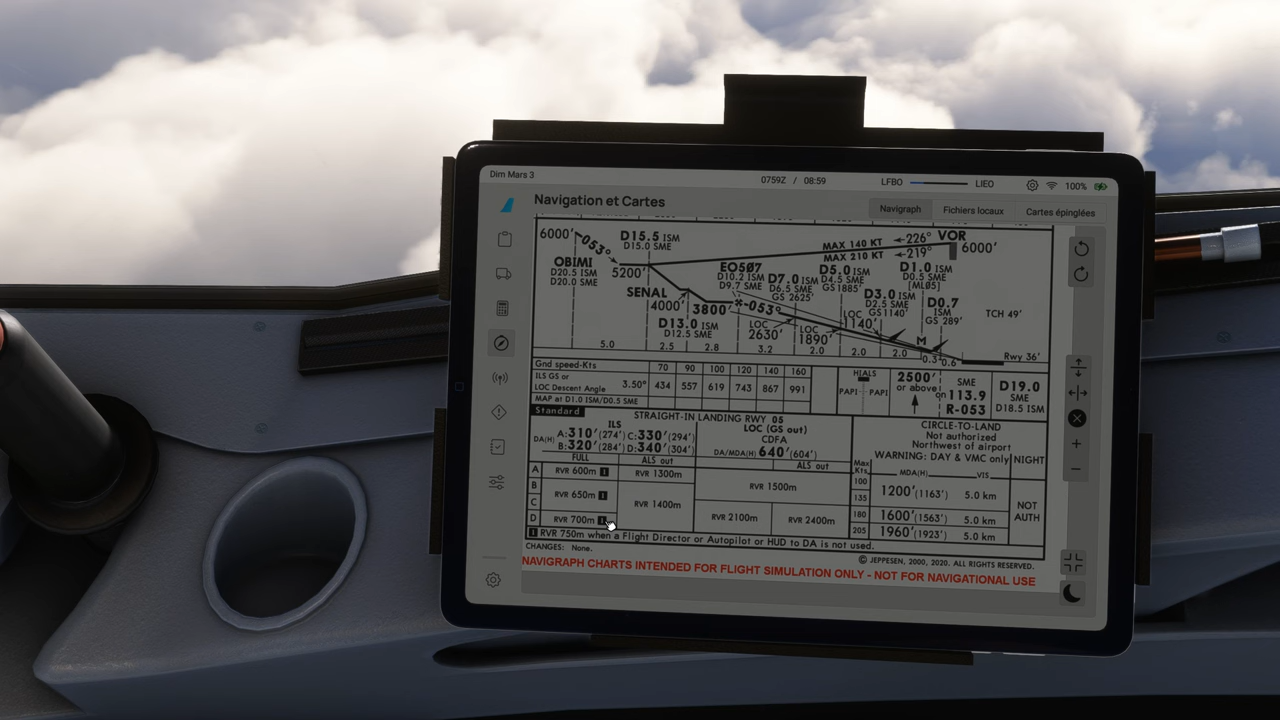 Dim Mars 3
0759Z / 08:59
LFBO
LIEO
100%
Navigation et Cartes
Navigraph
Fichiers locaux
Cartes épinglées
6000'
053°
D15.5 ISM
D15.0 SME
MAX 140 KT
MAX 210 KT
226°
219°
VOR
6000'
OBIMI
D20.5 ISM
D20.0 SME
5200'
EO507
D10.2 ISM
D9.7 SME
D7.0 ISM
D6.5 SME
GS 2625'
D5.0 ISM
D4.5 SME
GS 1885'
D1.0 ISM
D0.5 SME
[ML05]
SENAL
4000'
3800'
053°
D3.0 ISM
D2.5 SME
GS 1140'
D0.7
ISM
GS 289'
TCH 49'
D13.0 ISM
D12.5 SME
LOC
2630'
LOC
1890'
LOC
1140'
M
Rwy 36'
5.0
2.5
2.8
3.2
2.0
2.0
2.0
0.3
0.6
Gnd speed-Kts
70 90 100 120 140 160
ILS GS or
LOC Descent Angle
3.50°
434 557 619 743 867 991
MAP at D1.0 ISM/D0.5 SME
HIALS
PAPI
PAPI
2500'
or above
on
SME
113.9
R-053
D19.0
SME
D18.5 ISM
Standard
STRAIGHT-IN LANDING RWY 05
ILS
DA(H)
A: 310' (274') C: 330' (294')
B: 320' (284') D: 340' (304')
LOC (GS out)
CDFA
DA/MDA(H) 640' (604')
CIRCLE-TO-LAND
Not authorized
Northwest of airport
WARNING: DAY & VMC only
NIGHT
FULL
ALS out
ALS out
Max
Kts
MDA(H)
VIS
A
RVR 600m 1
RVR 1300m
B
RVR 650m 1
RVR 1400m
RVR 1500m
C
D
RVR 700m
RVR 2100m
RVR 2400m
100
1200' (1163') 5.0 km
135
180
1600' (1563') 5.0 km
205
1960' (1923') 5.0 km
NOT
AUTH
1 RVR 750m when a Flight Director or Autopilot or HUD to DA is not used.
CHANGES: None.
© JEPPESEN, 2000, 2020. ALL RIGHTS RESERVED.
NAVIGRAPH CHARTS INTENDED FOR FLIGHT SIMULATION ONLY - NOT FOR NAVIGATIONAL USE